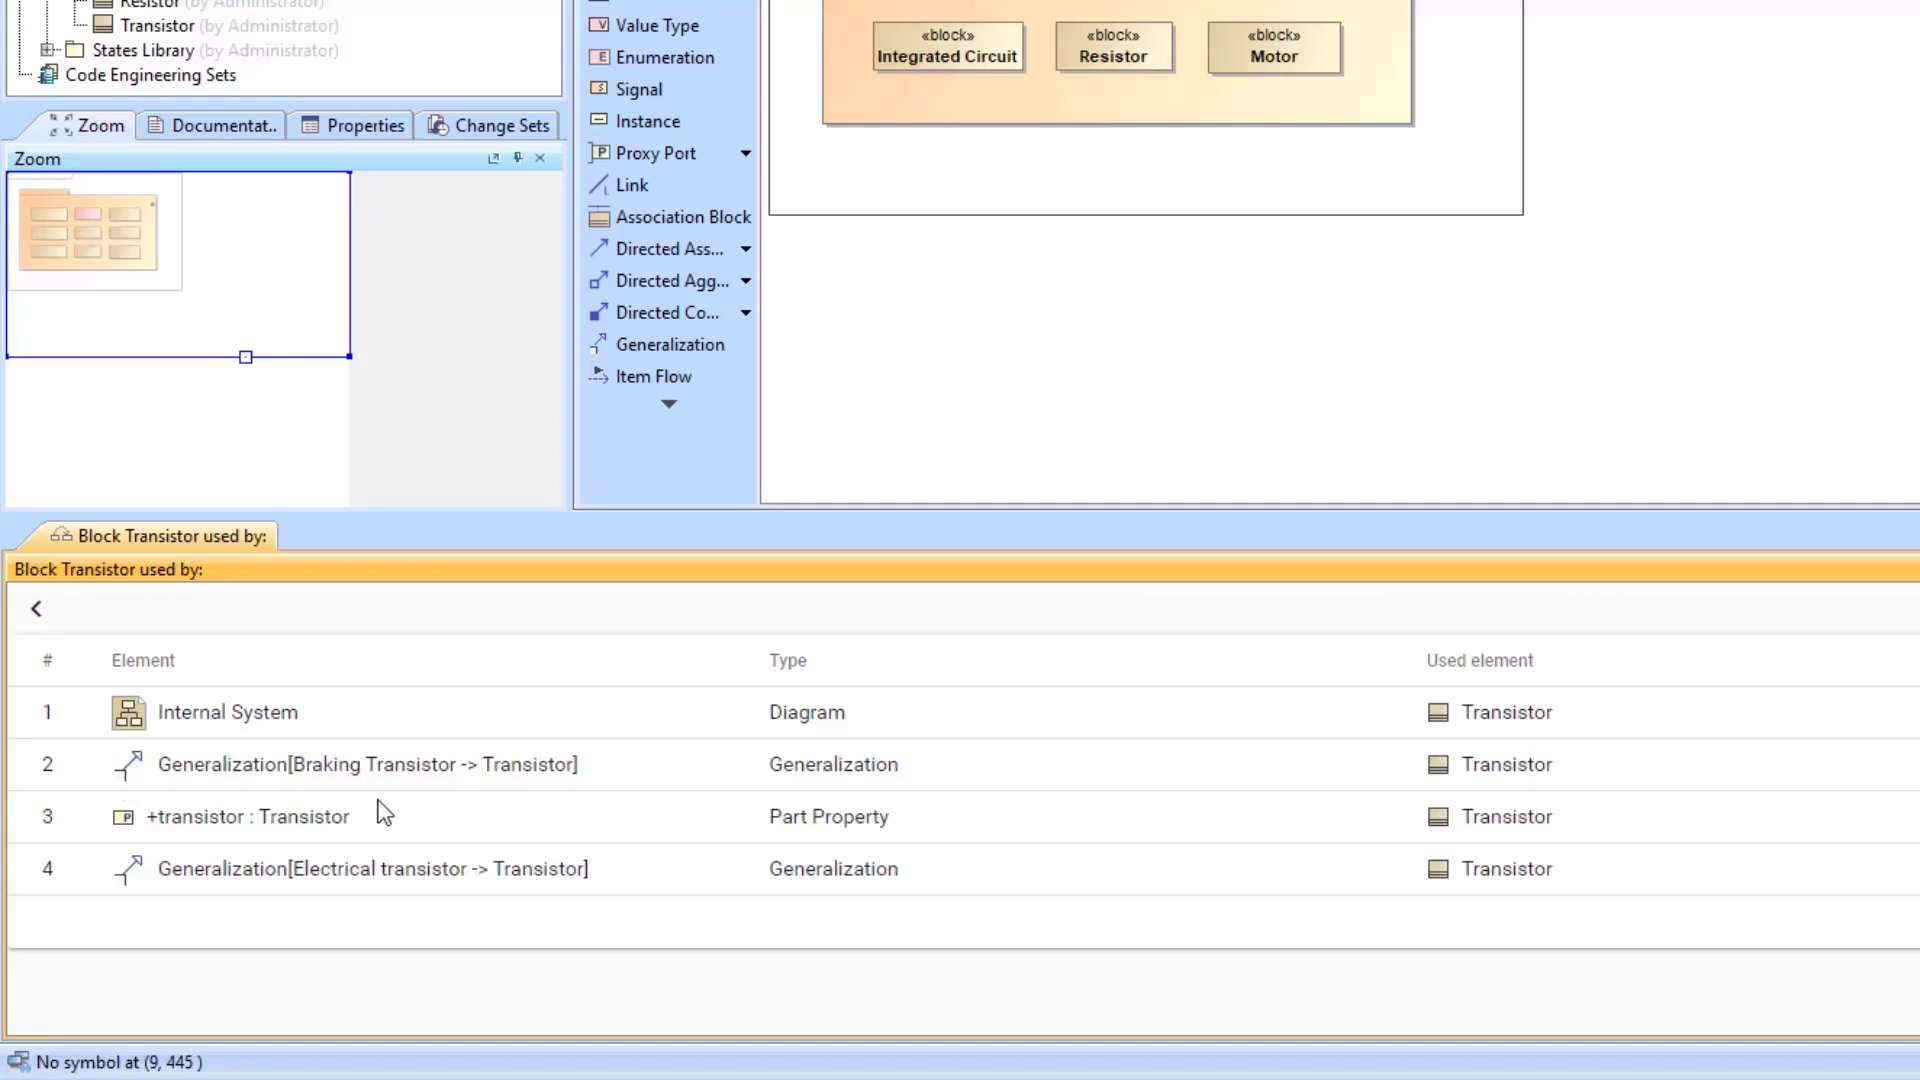 Resistor (by Administrator)
Transistor (by Administrator)
States Library (by Administrator)
Code Engineering Sets
Zoom
Documentat..
Properties
Change Sets
Zoom
Value Type
Enumeration
Signal
Instance
Proxy Port
Link
Association Block
Directed Ass...
Directed Agg...
Directed Co...
Generalization
Item Flow
«block»
Integrated Circuit
«block»
Resistor
«block»
Motor
Block Transistor used by:
Block Transistor used by:
# Element Type Used element
1 Internal System Diagram Transistor
2 Generalization[Braking Transistor -> Transistor] Generalization Transistor
3 +transistor : Transistor Part Property Transistor
4 Generalization[Electrical transistor -> Transistor] Generalization Transistor
No symbol at (9, 445 )